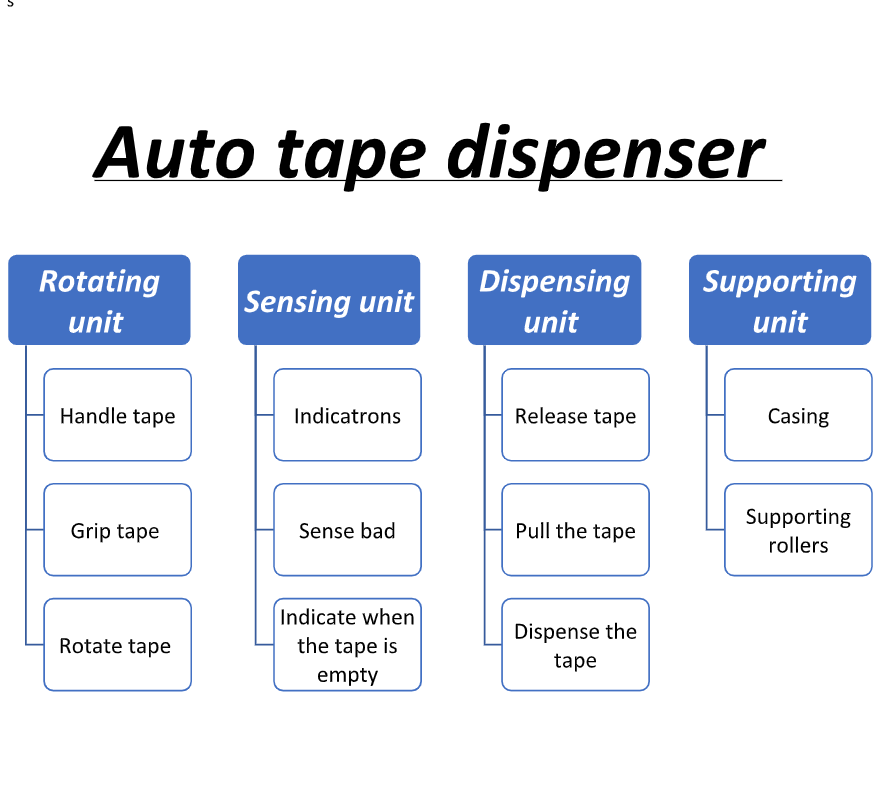 s
Auto tape dispenser
Rotating
unit
Handle tape
Grip tape
Rotate tape
Sensing unit
Indicatrons
Sense bad
Indicate when
the tape is
empty
Dispensing
unit
Release tape
Pull the tape
Dispense the
tape
Supporting
unit
Casing
Supporting
rollers